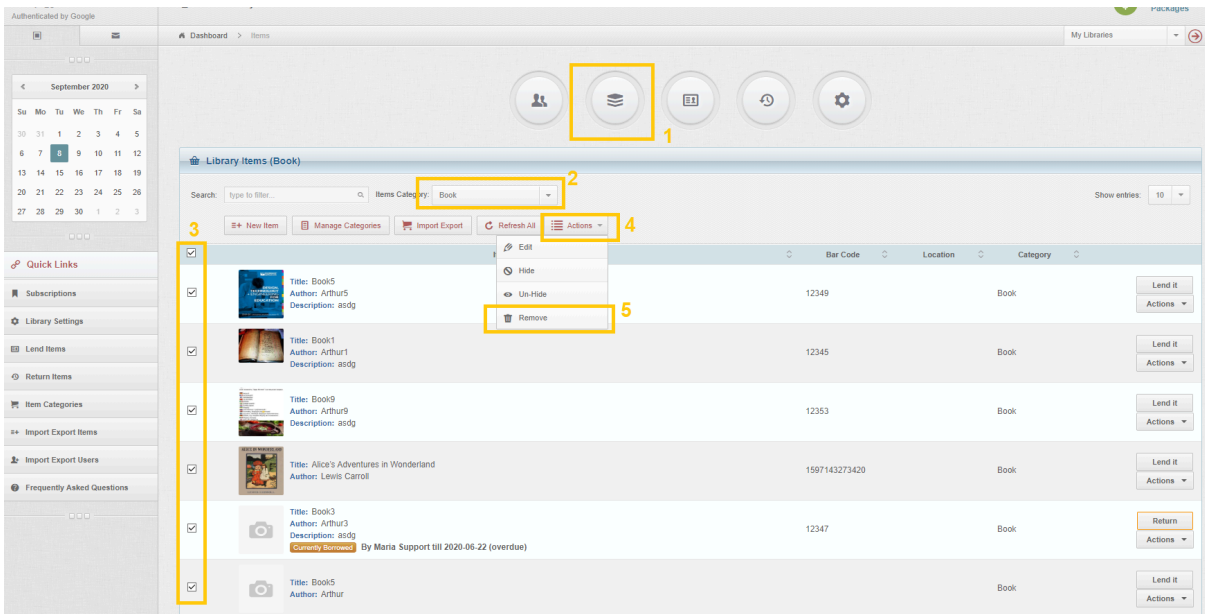 Authenticated by Google
Packages
Dashboard > Items
My Libraries
September 2020
Su Mo Tu We Th Fr Sa
30 31 1 2 3 4 5
6 7 8 9 10 11 12
13 14 15 16 17 18 19
20 21 22 23 24 25 26
27 28 29 30 1 2 3
Quick Links
Subscriptions
Library Settings
Lend Items
Return Items
Item Categories
Import Export Items
Import Export Users
Frequently Asked Questions
1
Library Items (Book)
2
Search: type to filter... Items Category: Book
Show entries: 10
3
New Item Manage Categories Import Export Refresh All Actions 4
Edit
Hide
Un-Hide
Remove 5
Bar Code Location Category
Title: Book5
Author: Arthur5
Description: asdg
12349 Book
Lend it
Actions
Title: Book1
Author: Arthur1
Description: asdg
12345 Book
Lend it
Actions
Title: Book9
Author: Arthur9
Description: asdg
12353 Book
Lend it
Actions
ALICE IN WONDERLAND
Title: Alice's Adventures in Wonderland
Author: Lewis Carroll
1597143273420 Book
Lend it
Actions
Title: Book3
Author: Arthur3
Description: asdg
Currently Borrowed By Maria Support till 2020-06-22 (overdue)
12347 Book
Return
Actions
Title: Book5
Author: Arthur
Book
Lend it
Actions